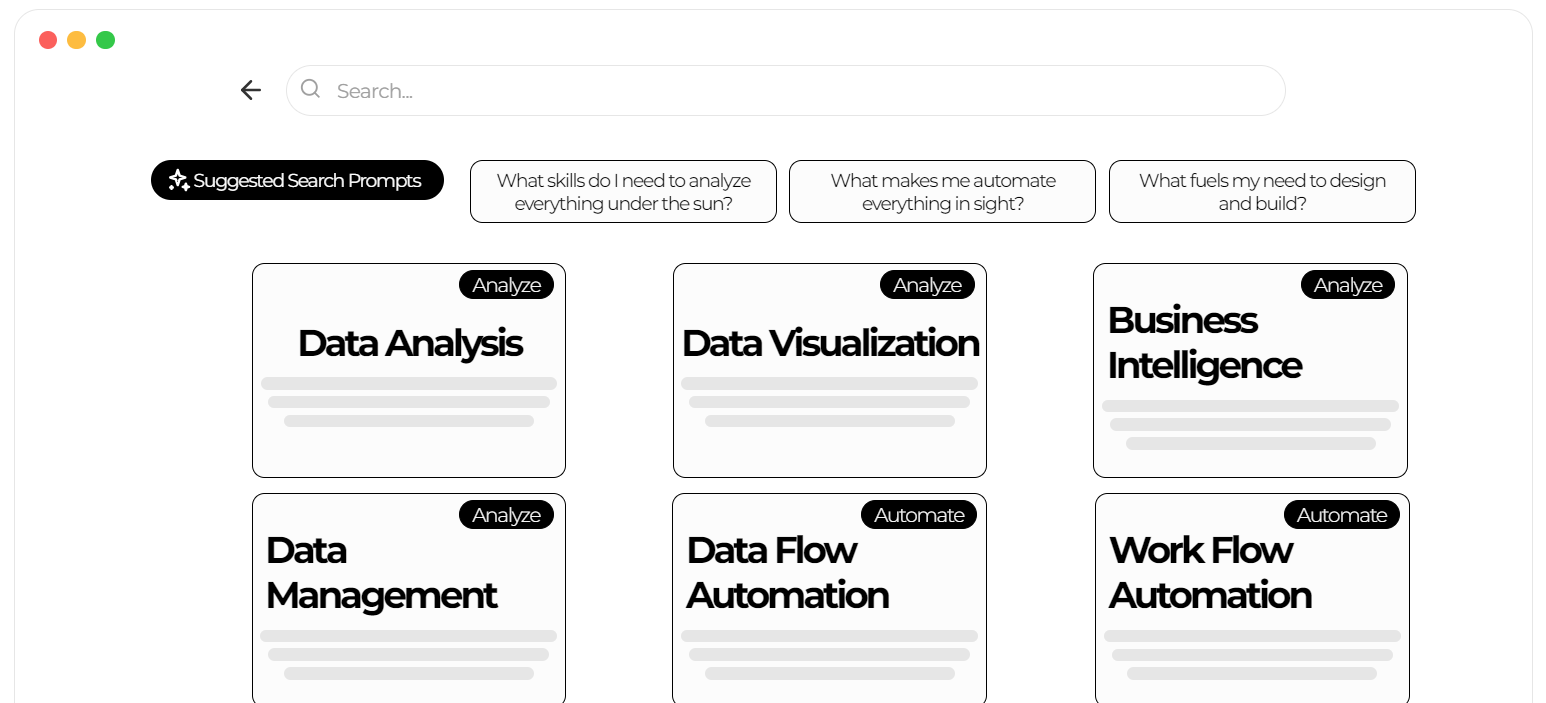 Search...
Suggested Search Prompts
What skills do I need to analyze
everything under the sun?
What makes me automate
everything in sight?
What fuels my need to design
and build?
Analyze
Data Analysis
Analyze
Data Visualization
Analyze
Business
Intelligence
Analyze
Data
Management
Automate
Data Flow
Automation
Automate
Work Flow
Automation